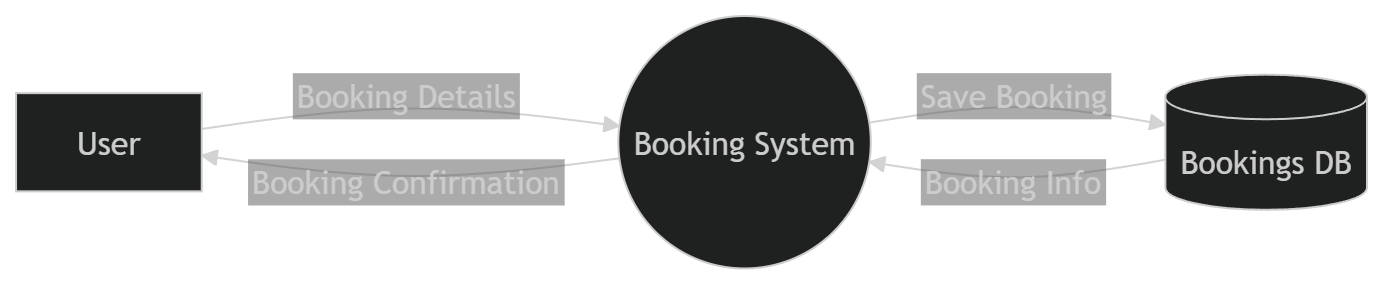 User
Booking Details
Booking Confirmation
Booking System
Save Booking
Booking Info
Bookings DB